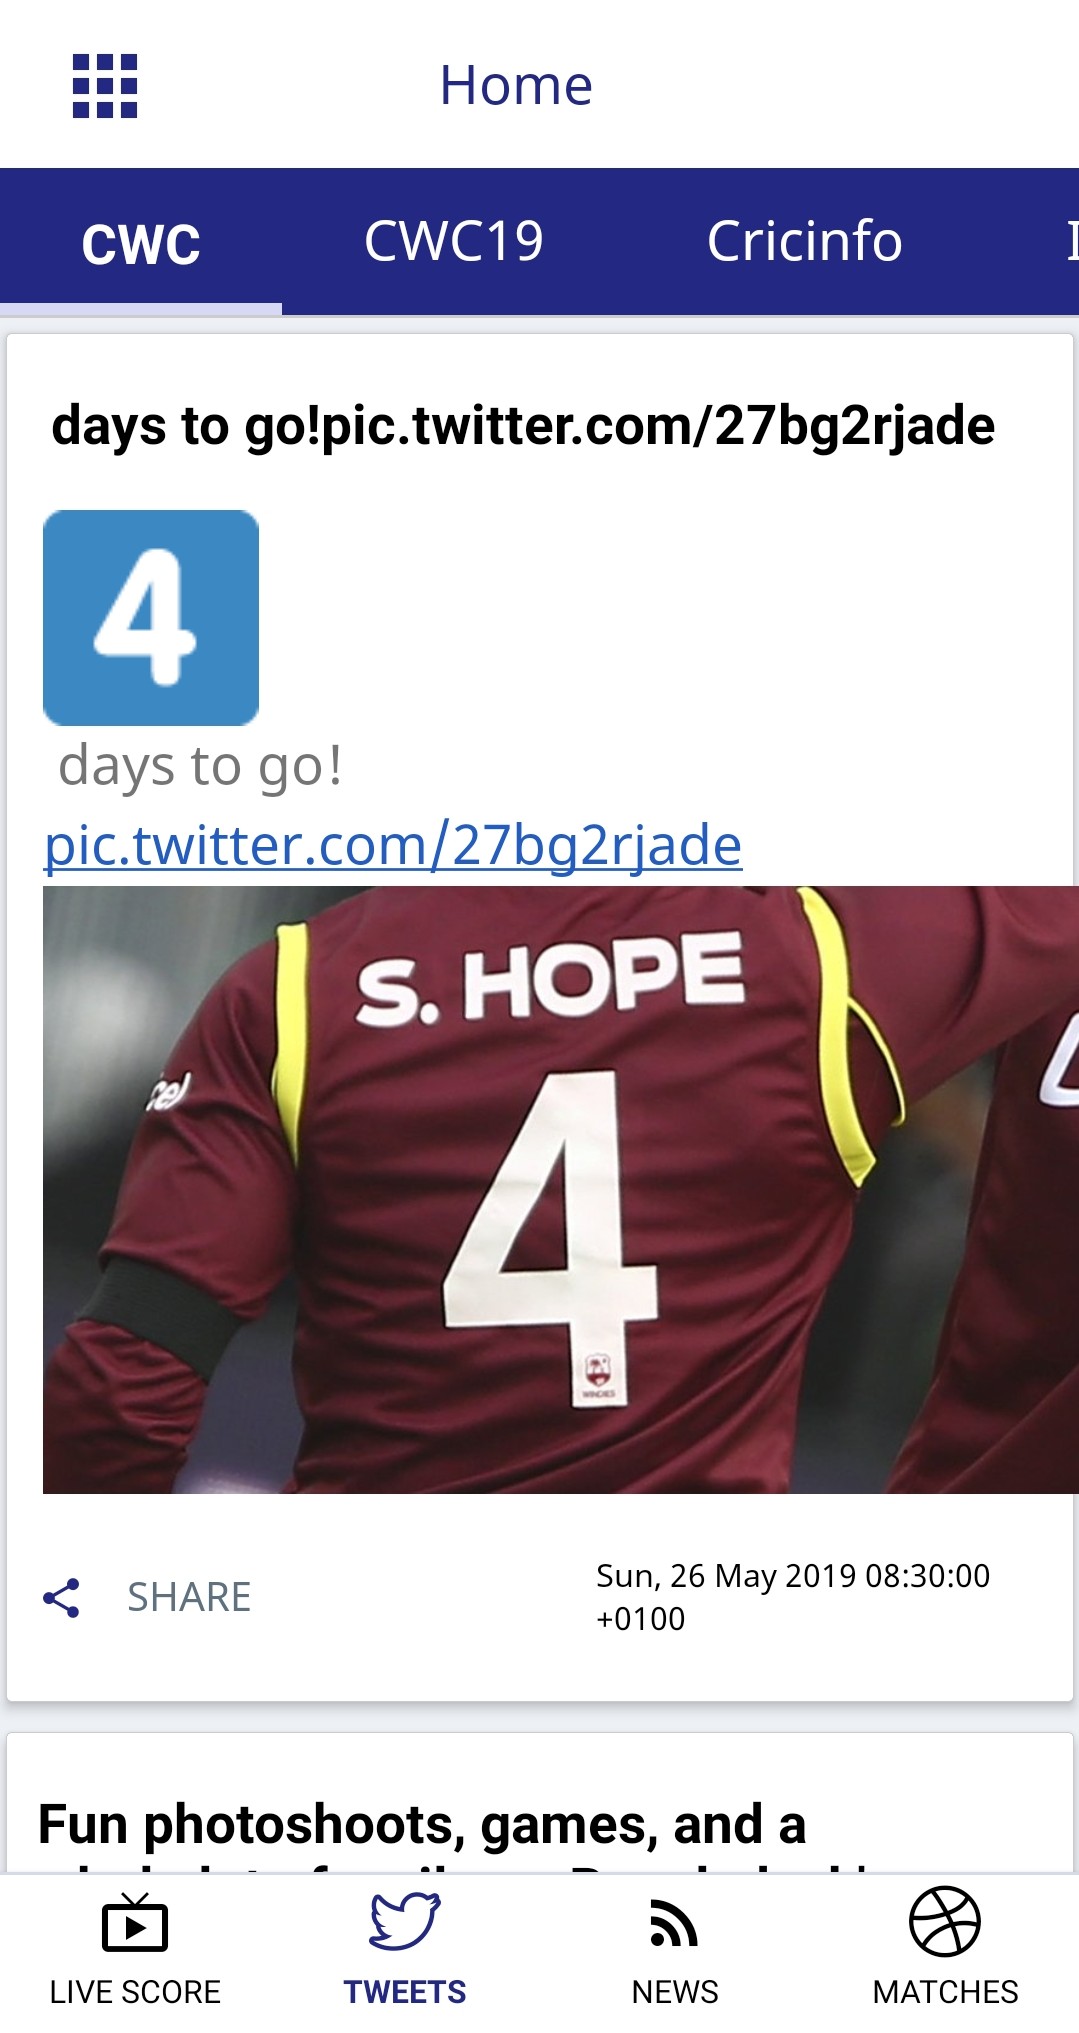 Home
CWC CWC19 Cricinfo
days to go!pic.twitter.com/27bg2rjade
4
days to go!
pic.twitter.com/27bg2rjade
S. HOPE
4
WINDIES
SHARE
Sun, 26 May 2019 08:30:00
+0100
Fun photoshoots, games, and a
LIVE SCORE TWEETS NEWS MATCHES